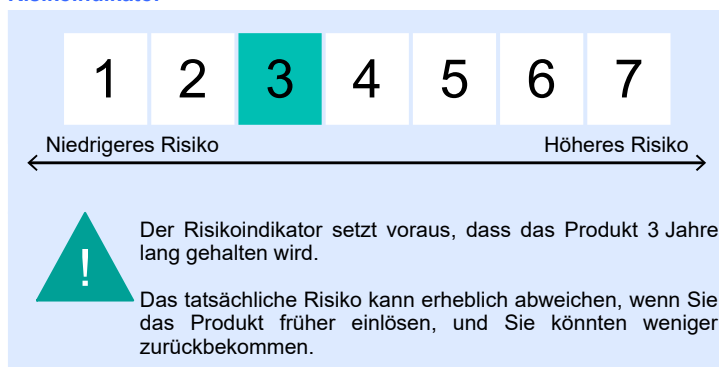 Risikoindikator
1 2 3 4 5 6 7
Niedrigeres Risiko Höheres Risiko
!
Der Risikoindikator setzt voraus, dass das Produkt 3 Jahre
lang gehalten wird.
Das tatsächliche Risiko kann erheblich abweichen, wenn Sie
das Produkt früher einlösen, und Sie könnten weniger
zurückbekommen.